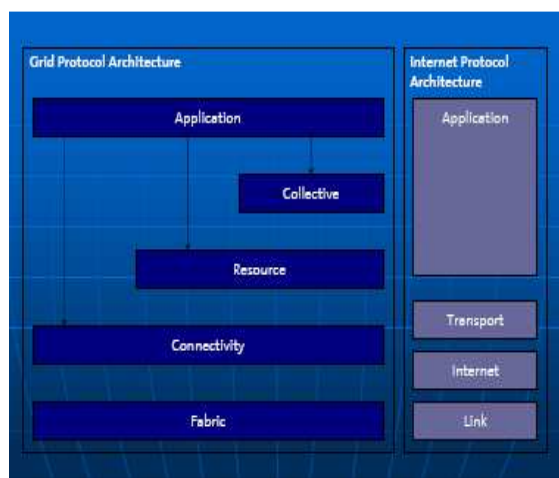 Grid Protocol Architecture
Application
Collective
Resource
Connectivity
Fabric
Internet Protocol
Architecture
Application
Transport
Internet
Link